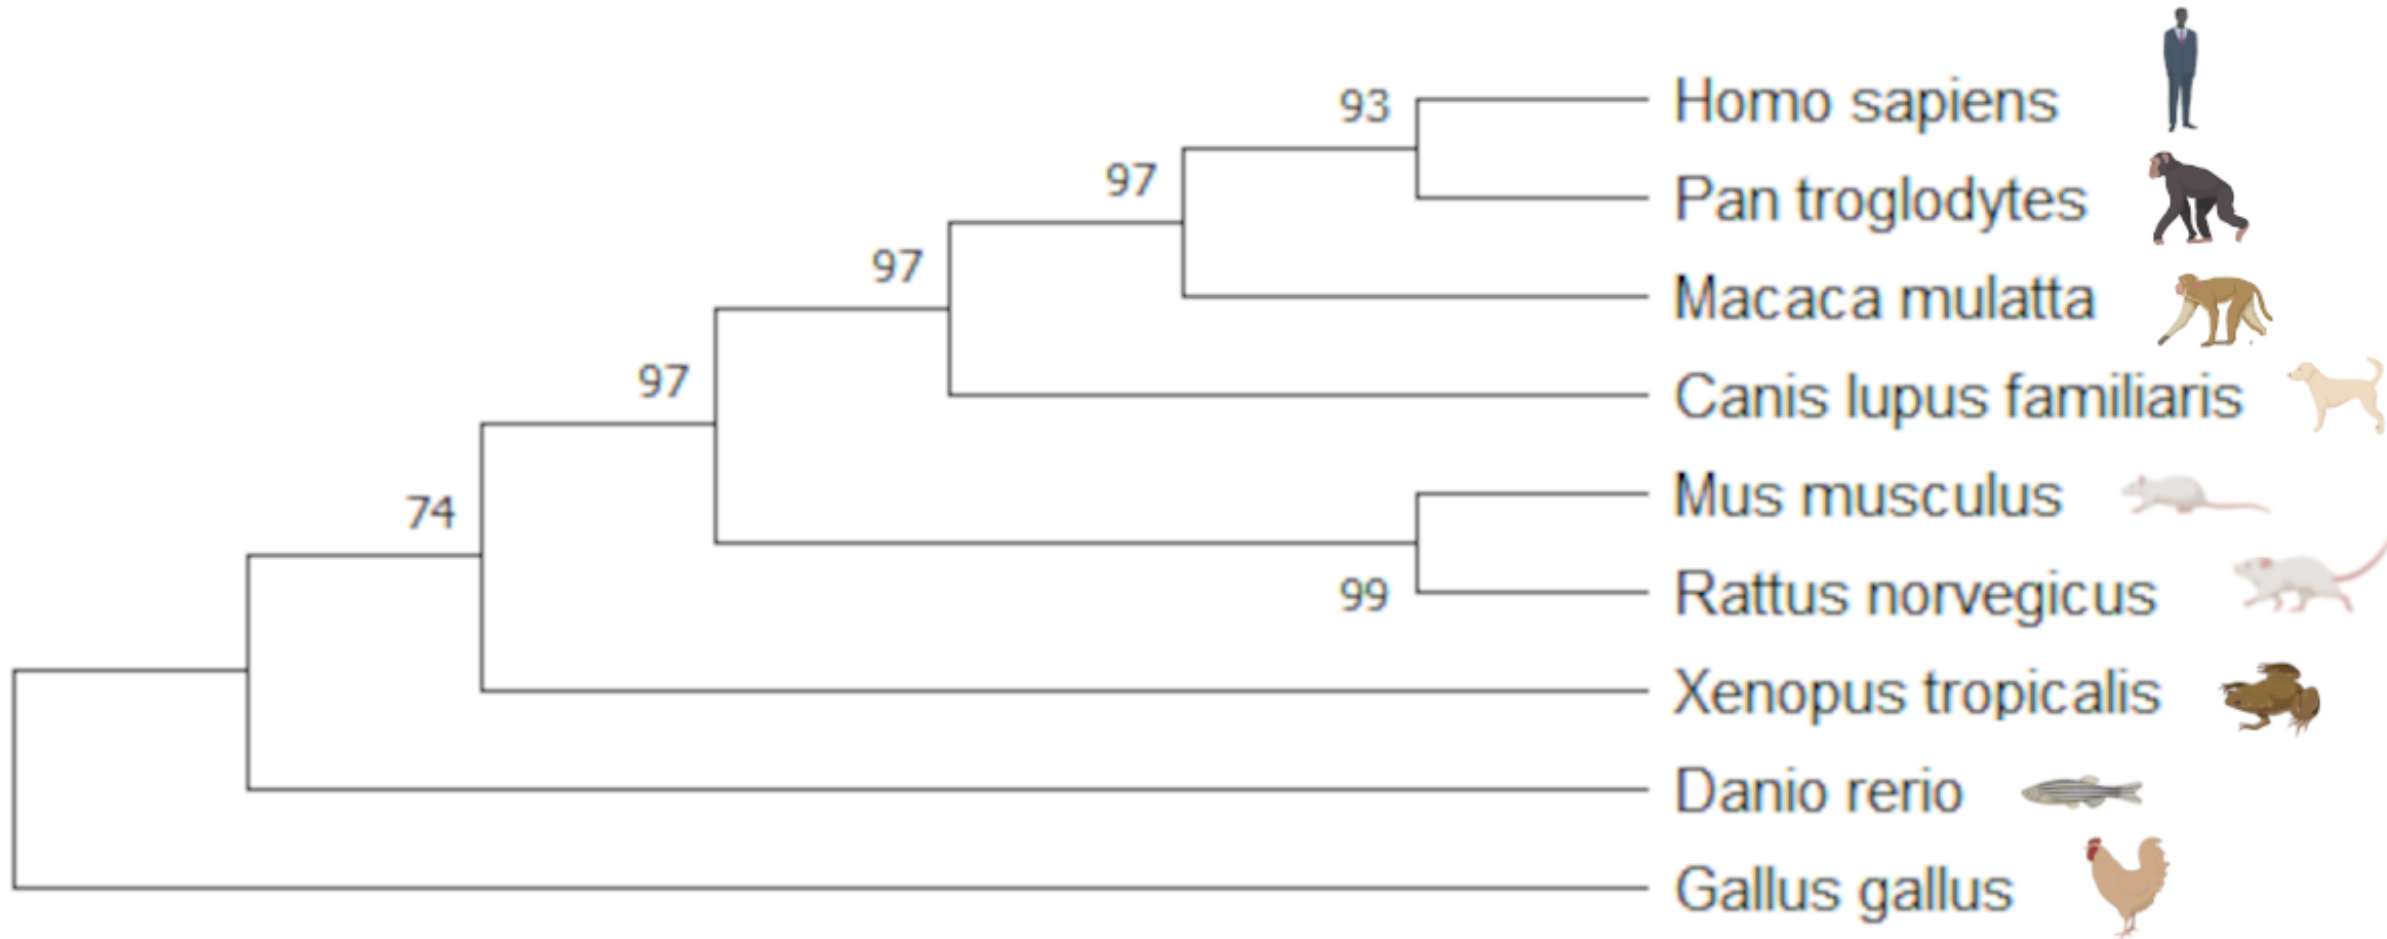 93
Homo sapiens
97
Pan troglodytes
97
Macaca mulatta
97
Canis lupus familiaris
74
Mus musculus
99
Rattus norvegicus
Xenopus tropicalis
Danio rerio
Gallus gallus